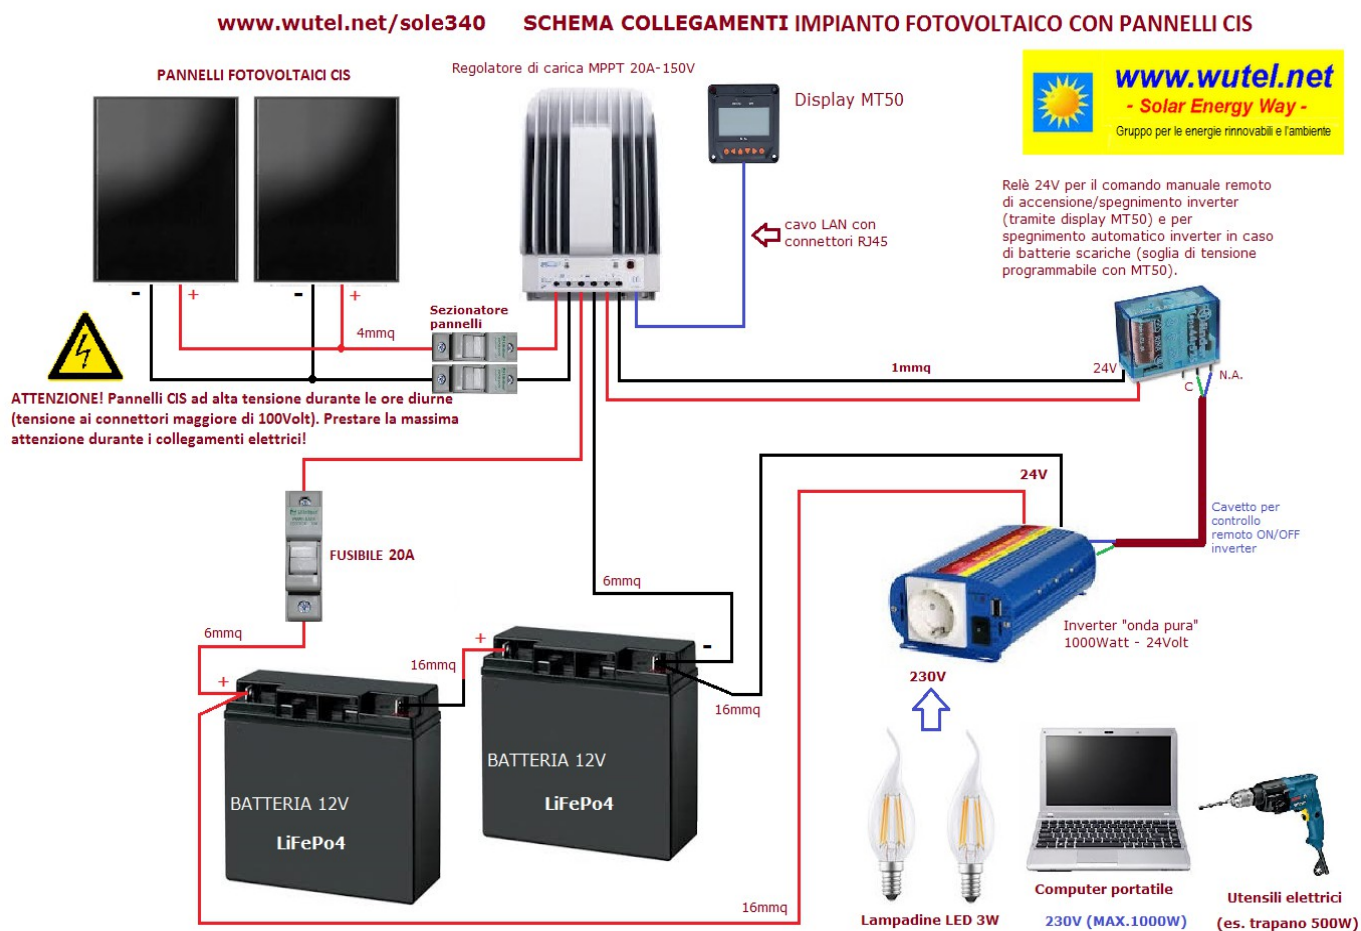 www.wutel.net/sole340 SCHEMA COLLEGAMENTI IMPIANTO FOTOVOLTAICO CON PANNELLI CIS
PANNELLI FOTOVOLTAICI CIS
Regolatore di carica MPPT 20A-150V
Display MT50
www.wutel.net
- Solar Energy Way -
Gruppo per le energie rinnovabili e l'ambiente
Relè 24V per il comando manuale remoto
di accensione/spegnimento inverter
(tramite display MT50) e per
spegnimento automatico inverter in caso
di batterie scariche (soglia di tensione
programmabile con MT50).
cavo LAN con
connettori RJ45
- + - +
Sezionatore
pannelli
4mmq
1mmq
24V
C
N.A.
ATTENZIONE! Pannelli CIS ad alta tensione durante le ore diurne
(tensione ai connettori maggiore di 100Volt). Prestare la massima
attenzione durante i collegamenti elettrici!
24V
Cavetto per
controllo
remoto ON/OFF
inverter
FUSIBILE 20A
6mmq
6mmq
Inverter "onda pura"
1000Watt - 24Volt
+ -
16mmq
+
230V
16mmq
BATTERIA 12V
LiFePo4
BATTERIA 12V
LiFePo4
16mmq
Lampadine LED 3W
Computer portatile
230V (MAX.1000W)
Utensili elettrici
(es. trapano 500W)